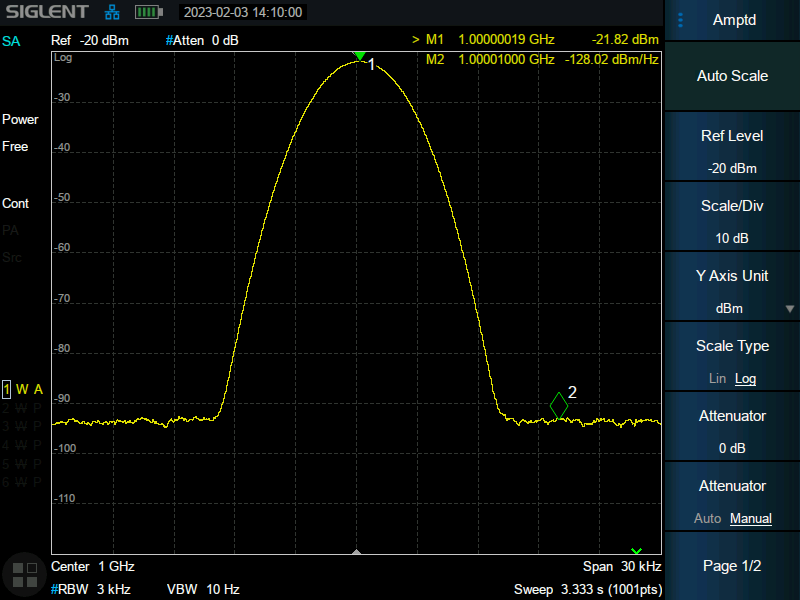 SIGLENT 2023-02-03 14:10:00
SA
Ref -20 dBm #Atten 0 dB
> M1 1.00000019 GHz -21.82 dBm
M2 1.00001000 GHz -128.02 dBm/Hz
Log
1
-30
-40
-50
-60
-70
-80
-90
-100
-110
2
Power
Free
Cont
PA
Src
1 W A
2 W P
3 W P
4 W P
5 W P
6 W P
Center 1 GHz Span 30 kHz
#RBW 3 kHz VBW 10 Hz Sweep 3.333 s (1001pts)
Amptd
Auto Scale
Ref Level
-20 dBm
Scale/Div
10 dB
Y Axis Unit
dBm
Scale Type
Lin Log
Attenuator
0 dB
Attenuator
Auto Manual
Page 1/2